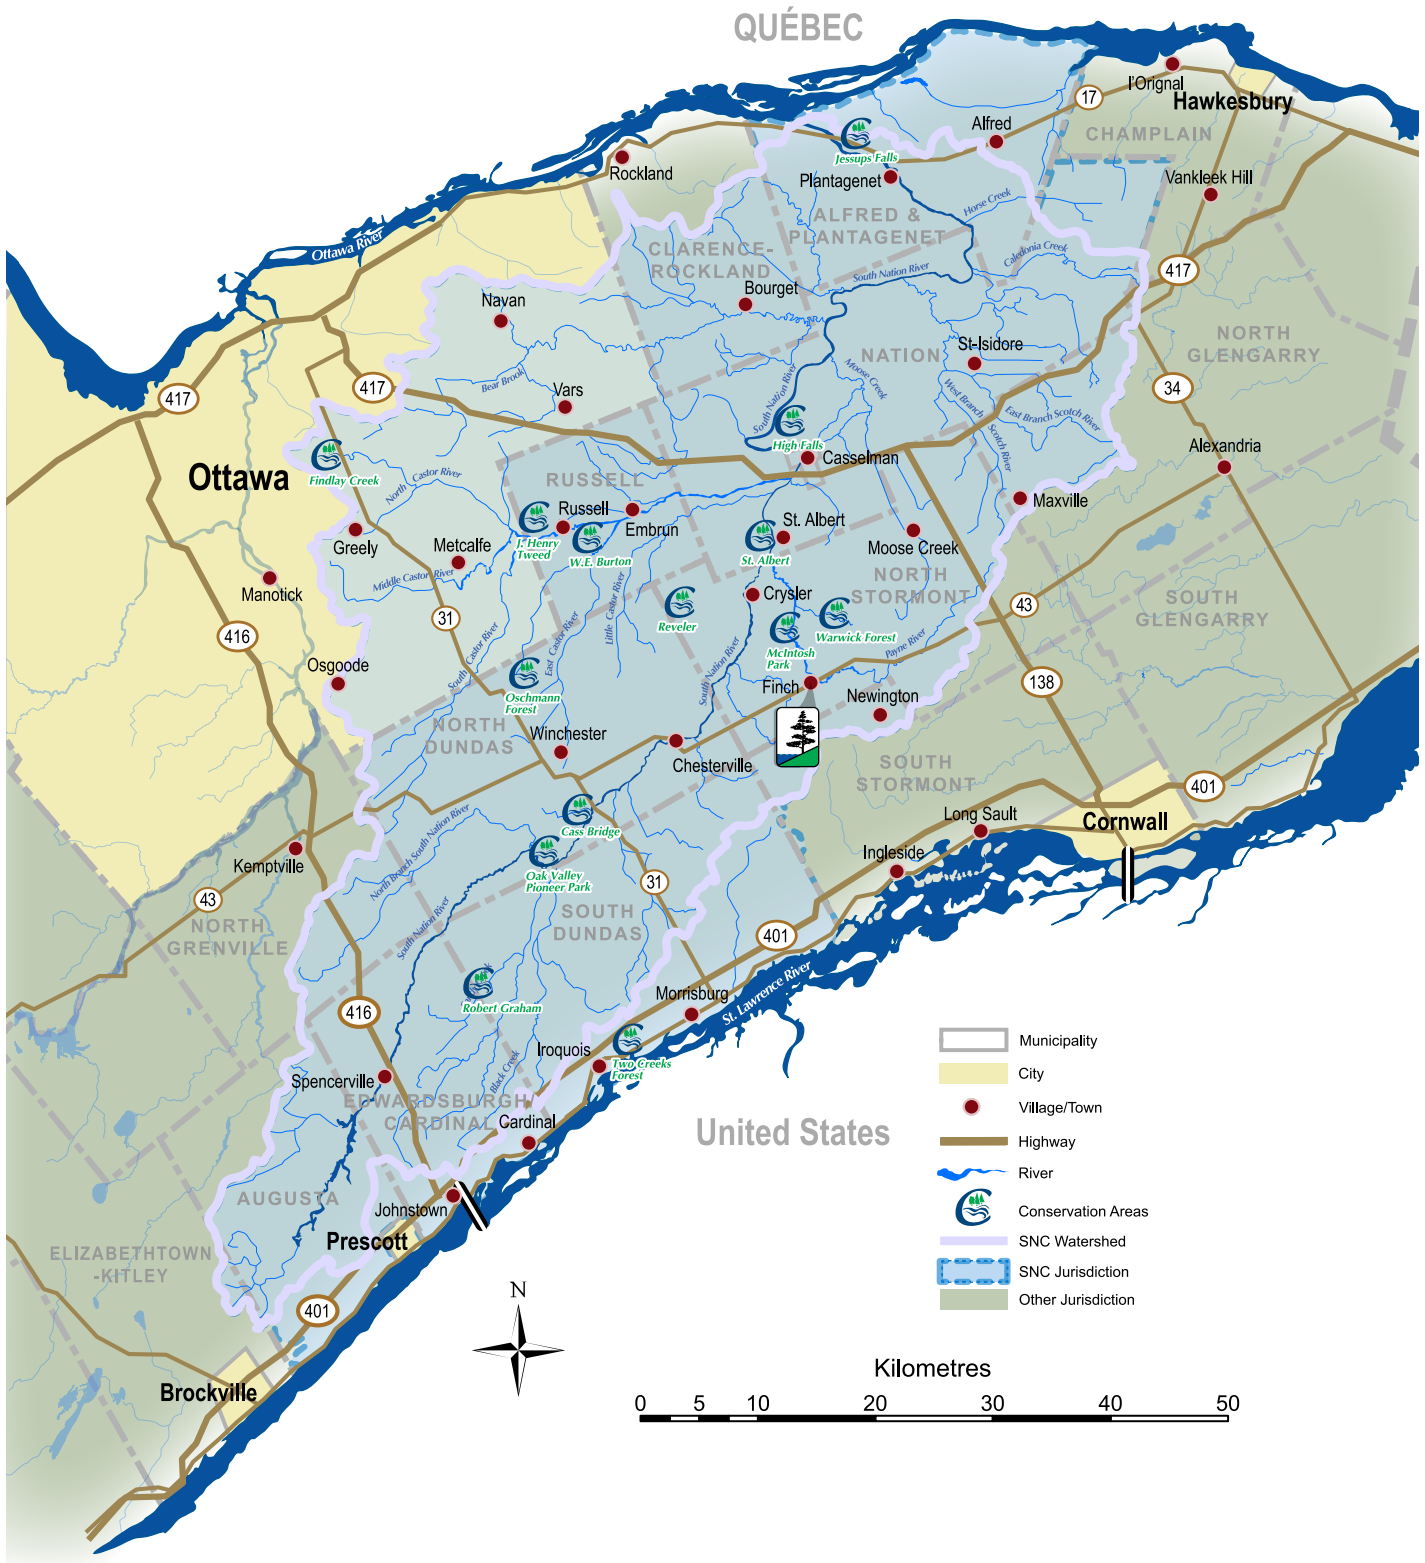 QUÉBEC
l'Orignal
17
Hawkesbury
Alfred
CHAMPLAIN
Jessups Falls
Rockland
Plantagenet
Vankleek Hill
Horse Creek
ALFRED &
PLANTAGENET
Ottawa River
CLARENCE-
ROCKLAND
Caledonia Creek
South Nation River
417
Bourget
Navan
NORTH
GLENGARRY
St-Isidore
NATION
Moose Creek
Bear Brook
417
417
Vars
34
South Nation River
West Branch
Scotch River
East Branch Scotch River
High Falls
Casselman
Alexandria
Findlay Creek
Ottawa
North Castor River
RUSSELL
Maxville
Russell
Embrun
J. Henry
Tweed
W.E. Burton
St. Albert
St. Albert
Moose Creek
Greely
Metcalfe
Middle Castor River
Manotick
NORTH
STORMONT
Crysler
Reveler
Little Castor River
SOUTH
GLENGARRY
43
31
416
Warwick Forest
McIntosh
Park
Payne River
East Castor River
South Castor River
South Nation River
Osgoode
Oschmann
Forest
Finch
Newington
138
NORTH
DUNDAS
Winchester
Chesterville
SOUTH
STORMONT
401
Long Sault
Cornwall
Cass Bridge
North Branch South Nation River
Kemptville
Ingleside
Oak Valley
Pioneer Park
31
43
NORTH
GRENVILLE
SOUTH
DUNDAS
401
South Nation River
St. Lawrence River
Robert Graham
Morrisburg
416
Iroquois
Two Creeks
Forest
Black Creek
Spencerville
EDWARDSBURGH/
CARDINAL
Cardinal
United States
AUGUSTA
Johnstown
Prescott
ELIZABETHTOWN
-KITLEY
401
Brockville
N
Municipality
City
Village/Town
Highway
River
Conservation Areas
SNC Watershed
SNC Jurisdiction
Other Jurisdiction
Kilometres
0 5 10 20 30 40 50